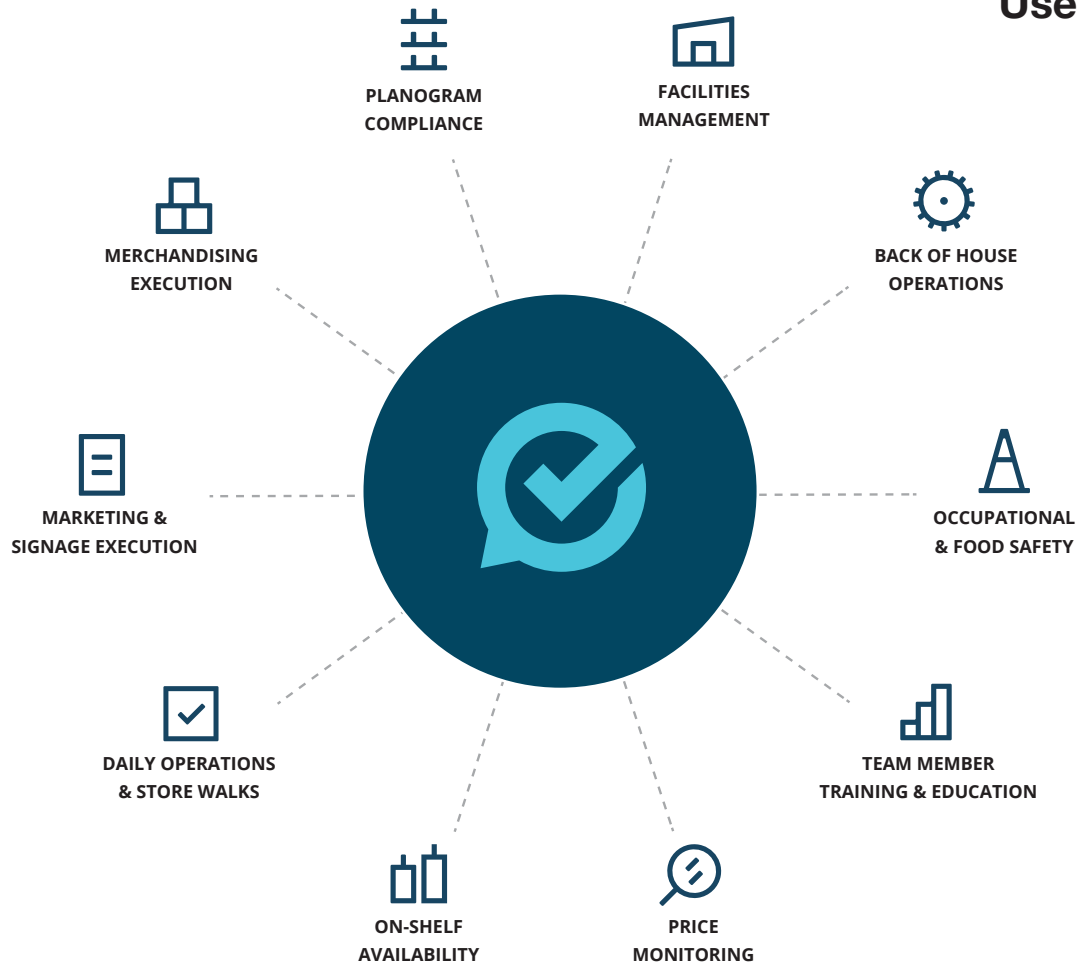 Use
PLANOGRAM
COMPLIANCE
FACILITIES
MANAGEMENT
MERCHANDISING
EXECUTION
BACK OF HOUSE
OPERATIONS
MARKETING &
SIGNAGE EXECUTION
OCCUPATIONAL
& FOOD SAFETY
DAILY OPERATIONS
& STORE WALKS
TEAM MEMBER
TRAINING & EDUCATION
ON-SHELF
AVAILABILITY
PRICE
MONITORING